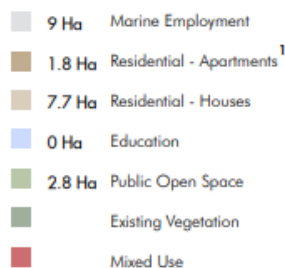 9 Ha Marine Employment
1.8 Ha Residential - Apartments¹
7.7 Ha Residential - Houses
0 Ha Education
2.8 Ha Public Open Space
Existing Vegetation
Mixed Use